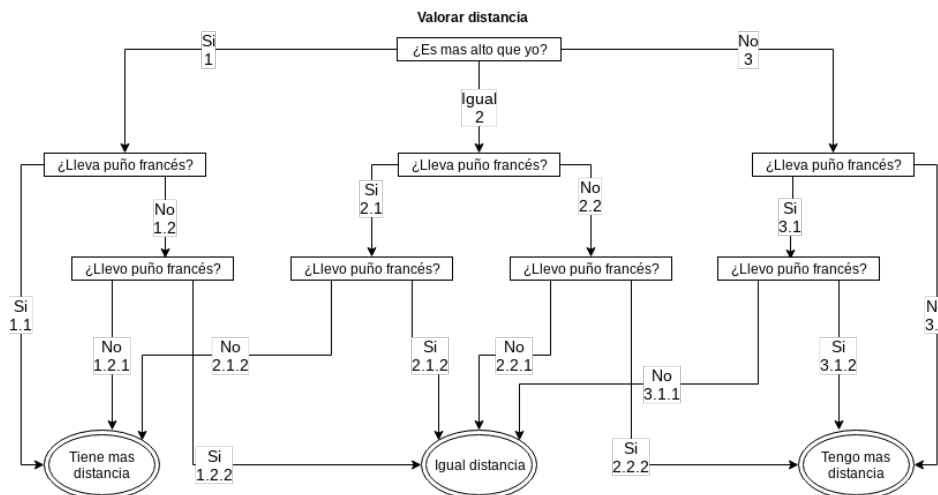 Valorar distancia
¿Es mas alto que yo?
Si
1
Igual
2
No
3
¿Lleva puño francés?
¿Lleva puño francés?
¿Lleva puño francés?
No
1.2
Si
2.1
No
2.2
Si
3.1
¿Llevo puño francés?
¿Llevo puño francés?
¿Llevo puño francés?
¿Llevo puño francés?
Si
1.1
No
1.2.1
No
2.1.2
Si
2.1.2
No
2.2.1
No
3.1.1
Si
3.1.2
N
3.
Si
1.2.2
Si
2.2.2
Tiene mas
distancia
Igual distancia
Tengo mas
distancia